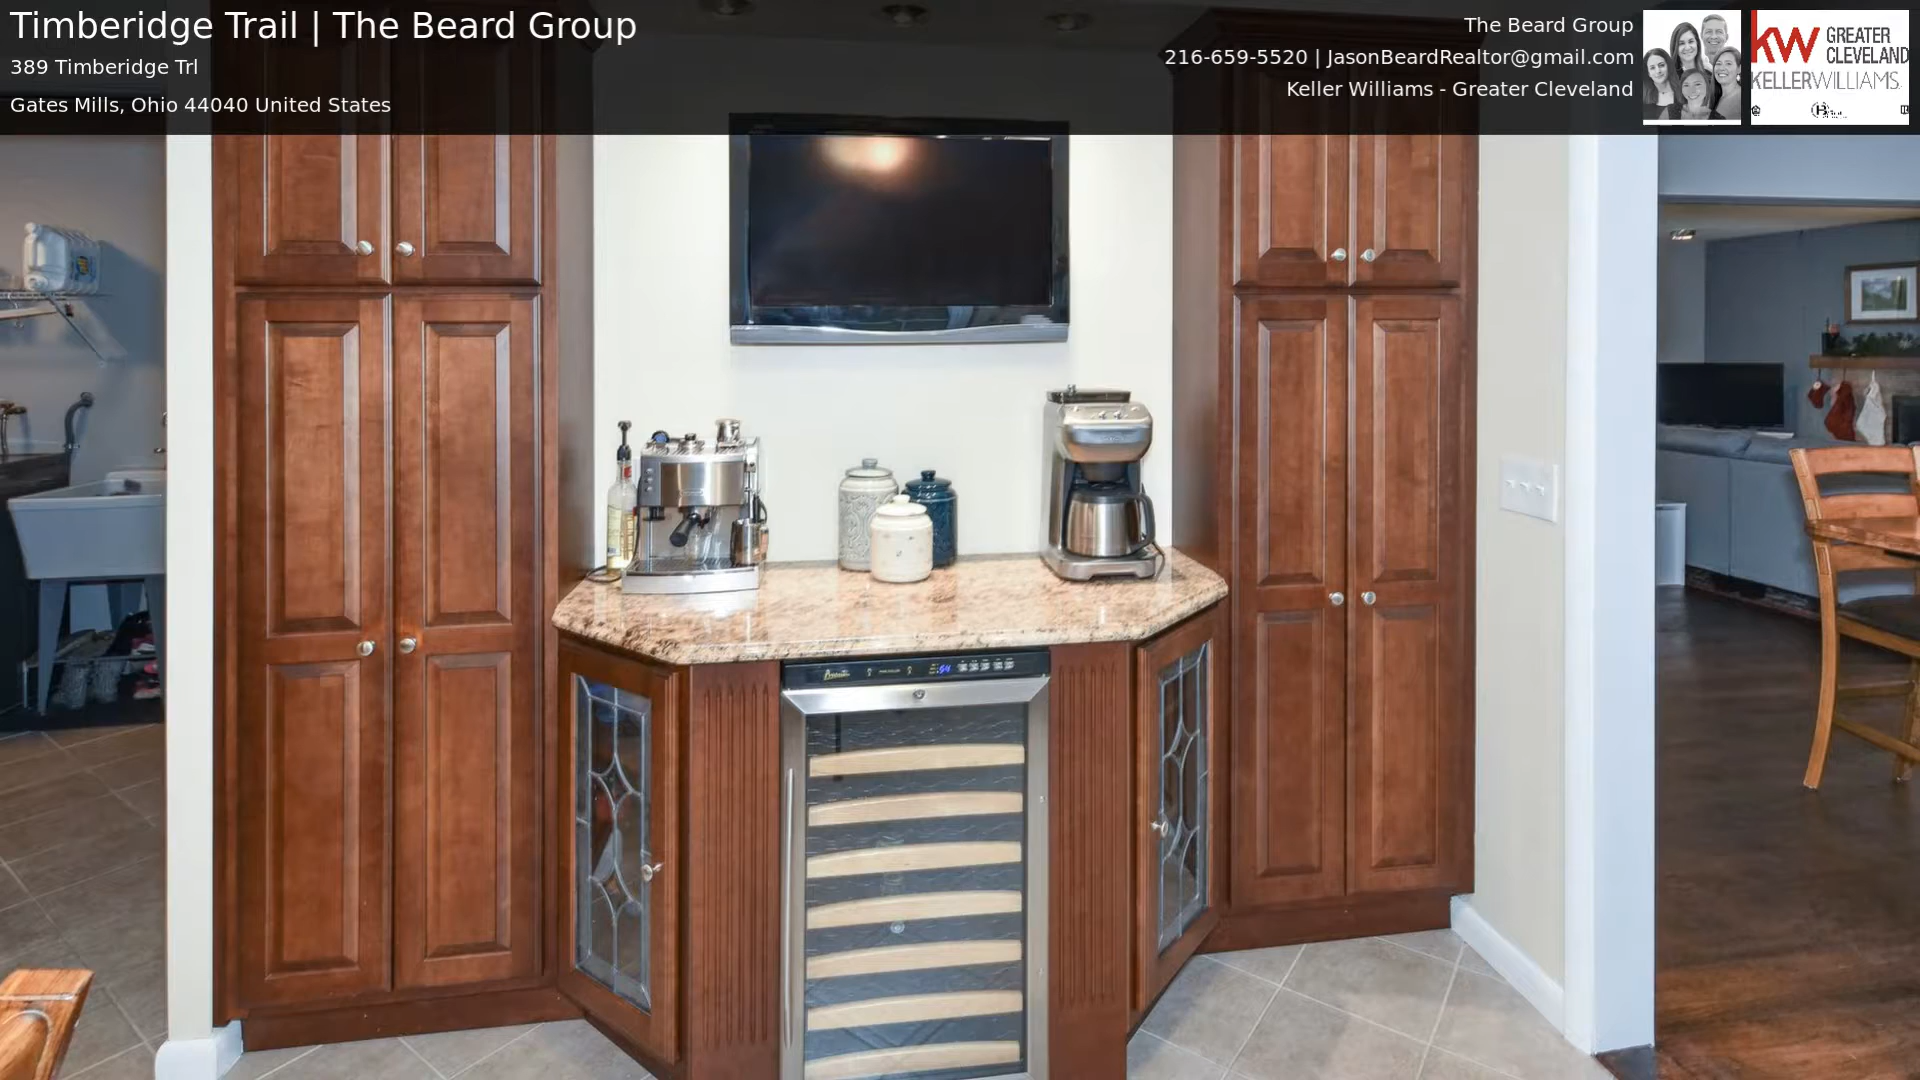 Timberidge Trail | The Beard Group
389 Timberidge Trl
Gates Mills, Ohio 44040 United States
The Beard Group
216-659-5520 | JasonBeardRealtor@gmail.com
Keller Williams - Greater Cleveland
kw GREATER
CLEVELAND
KELLERWILLIAMS.